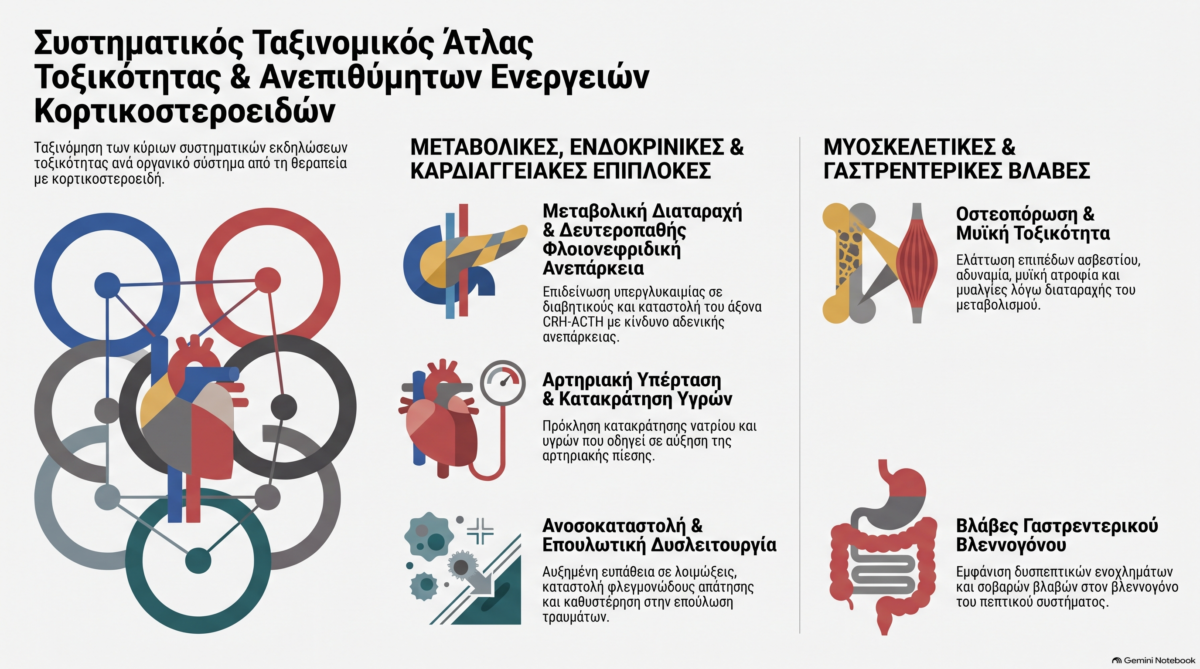 Συστηματικός Ταξινομικός Άτλας
Τοξικότητας & Ανεπιθύμητων Ενεργειών
Κορτικοστεροειδών
Ταξινόμηση των κύριων συστηματικών εκδηλώσεων
τοξικότητας ανά οργανικό σύστημα από τη θεραπεία
με κορτικοστεροειδή.
ΜΕΤΑΒΟΛΙΚΕΣ, ΕΝΔΟΚΡΙΝΙΚΕΣ &
ΚΑΡΔΙΑΓΓΕΙΑΚΕΣ ΕΠΙΠΛΟΚΕΣ
Μεταβολική Διαταραχή
& Δευτεροπαθής
Φλοιονεφριδική
Ανεπάρκεια
Επιδείνωση υπεργλυκαιμίας σε
διαβητικούς και καταστολή του άξονα
CRH-ACTH με κίνδυνο αδενικής
ανεπάρκειας.
Αρτηριακή Υπέρταση
& Κατακράτηση Υγρών
Πρόκληση κατακράτησης νατρίου και
υγρών που οδηγεί σε αύξηση της
αρτηριακής πίεσης.
Ανοσοκαταστολή &
Επουλωτική Δυσλειτουργία
Αυξημένη ευπάθεια σε λοιμώξεις,
καταστολή φλεγμονώδους απάτησης
και καθυστέρηση στην επούλωση
τραυμάτων.
ΜΥΟΣΚΕΛΕΤΙΚΕΣ &
ΓΑΣΤΡΕΝΤΕΡΙΚΕΣ ΒΛΑΒΕΣ
Οστεοπόρωση &
Μυϊκή Τοξικότητα
Ελάττωση επιπέδων ασβεστίου,
αδυναμία, μυϊκή ατροφία και
μυαλγίες λόγω διαταραχής του
μεταβολισμού.
Βλάβες Γαστρεντερικού
Βλεννογόνου
Εμφάνιση δυσπεπτικών ενοχλημάτων
και σοβαρών βλαβών στον βλεννογόνο
του πεπτικού συστήματος.
Gemini Notebook